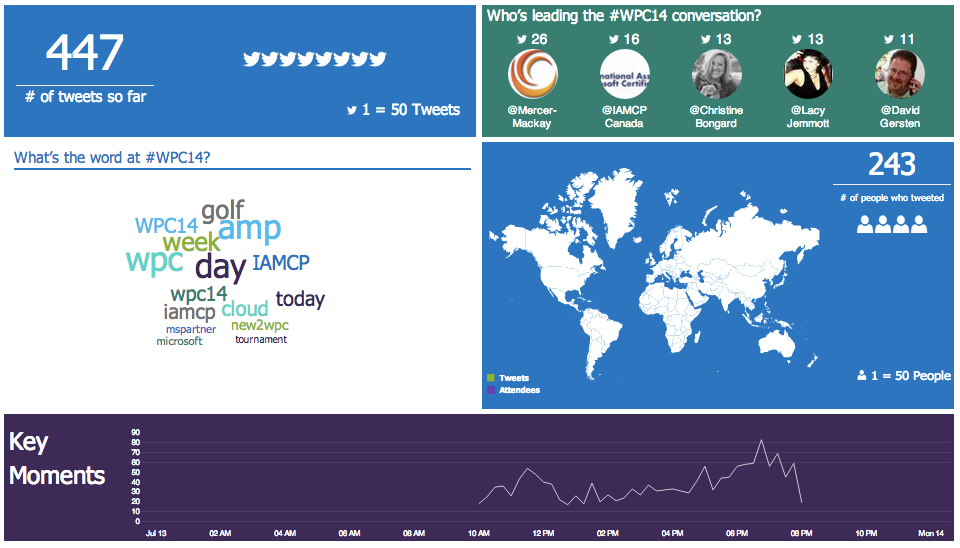 447
# of tweets so far
1 = 50 Tweets
Who's leading the #WPC14 conversation?
26
16
13
13
11
national Ass
osoft Certifi
@Mercer-
Mackay
@IAMCP
Canada
@Christine
Bongard
@Lacy
Jemmott
@David
Gersten
What's the word at #WPC14?
golf
WPC14
amp
week
wpc
day
IAMCP
wpc14
today
iamcp
cloud
mspartner
new2wpc
microsoft
tournament
243
# of people who tweeted
Tweets
Attendees
1 = 50 People
Key
Moments
90
80
70
60
50
40
30
20
10
0
Jul 13
02 AM
04 AM
06 AM
08 AM
10 AM
12 PM
02 PM
04 PM
06 PM
08 PM
10 PM
Mon 14